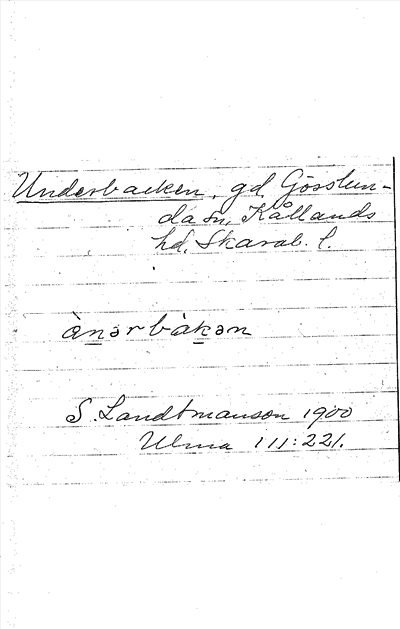 Underbacken, gd, Gösslun-
da sn, Kållands
hd, Skarab. l.
ànərbàkən
S. Landtmanson 1900
Ulma 111:221.